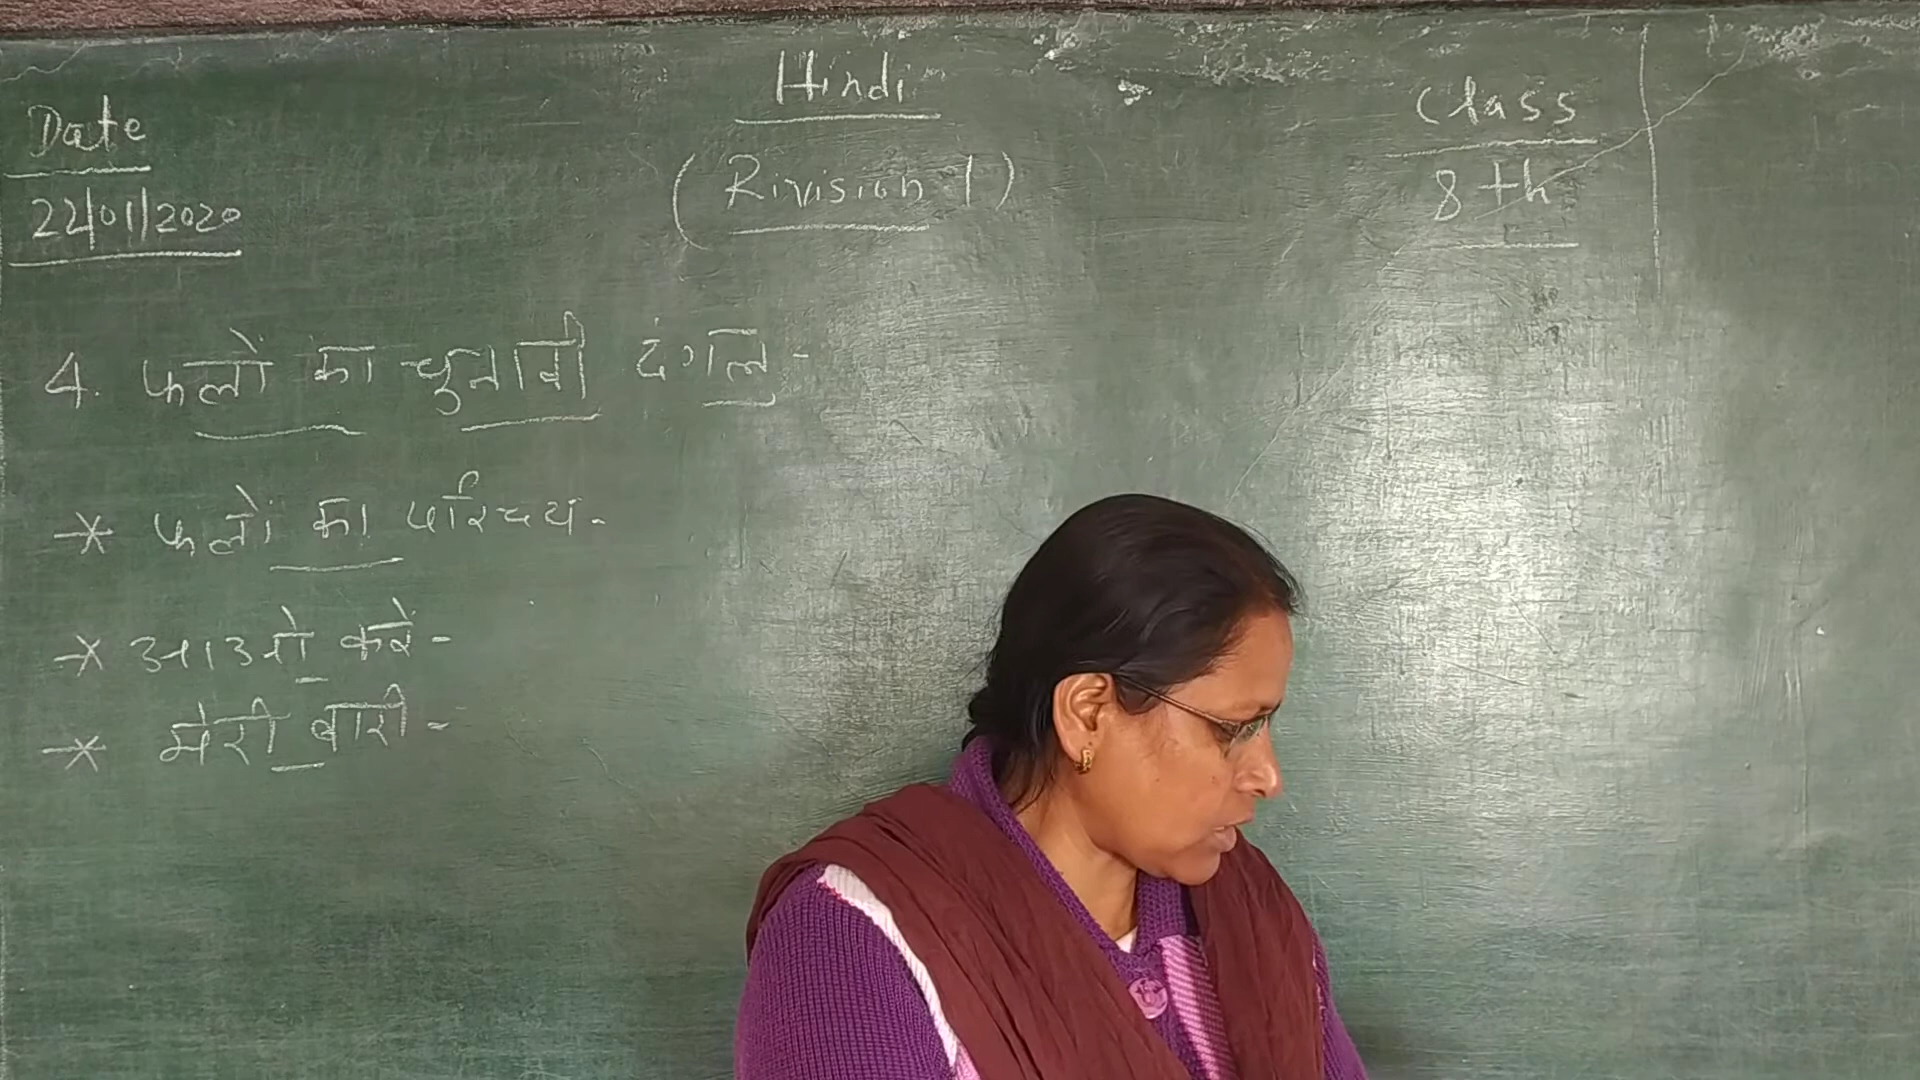 Date
22/01/2020
Hindi
(Rivision 1)
Class
8th
4. फलों का चुनावी दंगल -
* फलों का परिचय -
* आओ करें -
* मेरी बारी -